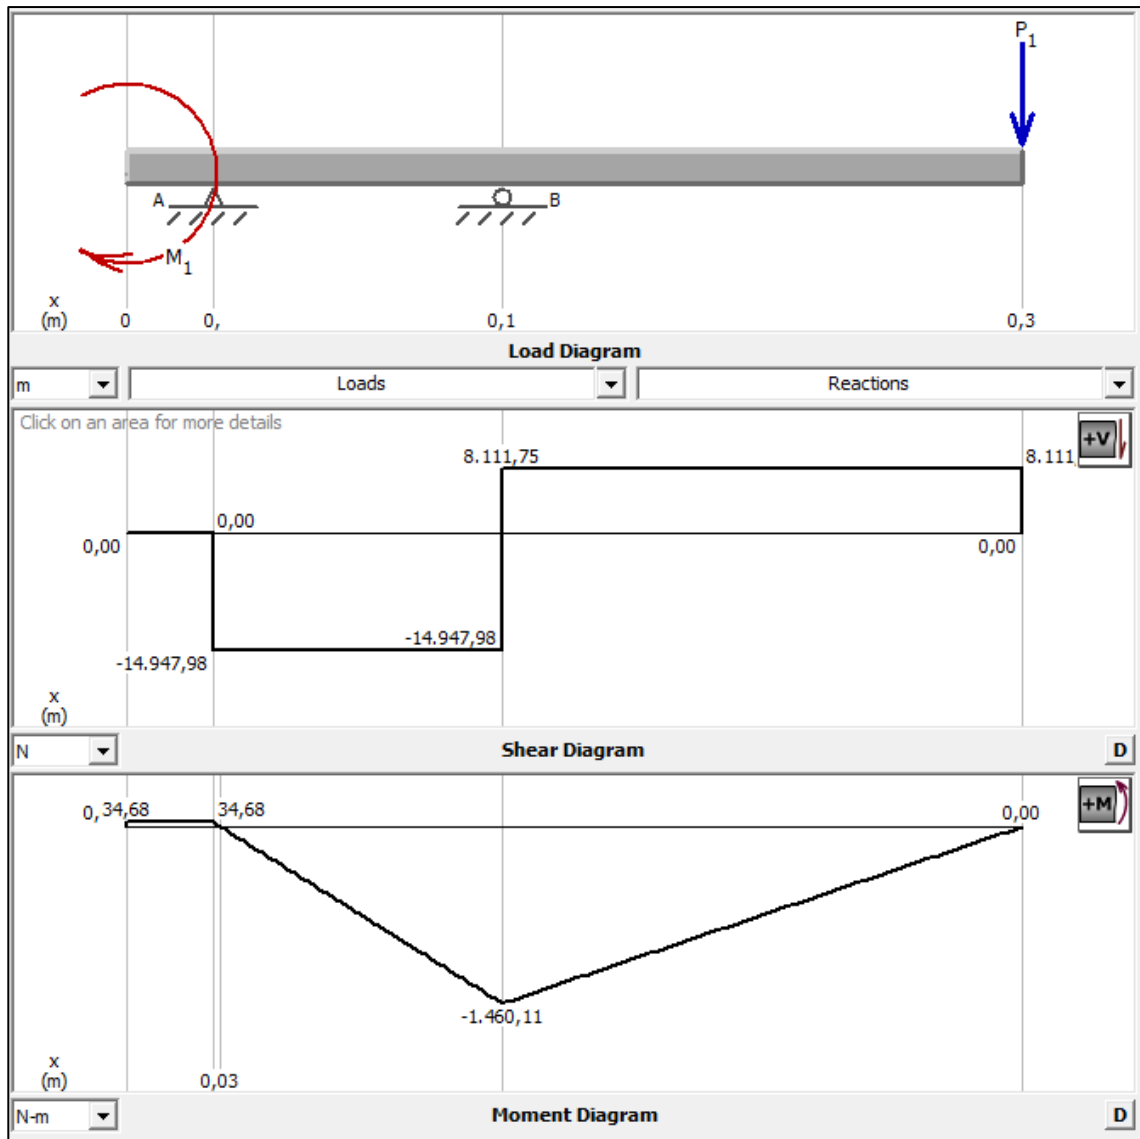 P1
A
B
M1
x
(m)
0
0,
0,1
0,3
Load Diagram
m
Loads
Reactions
Click on an area for more details
+V
8.111,75
8.111,
0,00
0,00
0,00
-14.947,98
-14.947,98
x
(m)
N
Shear Diagram
D
+M
0,34,68
34,68
0,00
-1.460,11
x
(m)
0,03
N-m
Moment Diagram
D